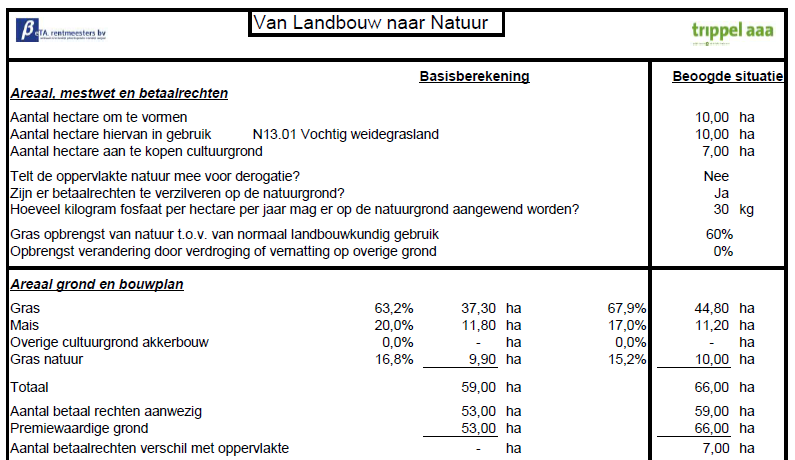 β el'A. rentmeesters bv
Van Landbouw naar Natuur
trippel aaa
Basisberekening Beoogde situatie
Areaal, mestwet en betaalrechten
Aantal hectare om te vormen 10,00 ha
Aantal hectare hiervan in gebruik N13.01 Vochtig weidegrasland 10,00 ha
Aantal hectare aan te kopen cultuurgrond 7,00 ha
Telt de oppervlakte natuur mee voor derogatie? Nee
Zijn er betaalrechten te verzilveren op de natuurgrond? Ja
Hoeveel kilogram fosfaat per hectare per jaar mag er op de natuurgrond aangewend worden? 30 kg
Gras opbrengst van natuur t.o.v. van normaal landbouwkundig gebruik 60%
Opbrengst verandering door verdroging of vernatting op overige grond 0%
Areaal grond en bouwplan
Gras 63,2% 37,30 ha 67,9% 44,80 ha
Mais 20,0% 11,80 ha 17,0% 11,20 ha
Overige cultuurgrond akkerbouw 0,0% - ha 0,0% - ha
Gras natuur 16,8% 9,90 ha 15,2% 10,00 ha
Totaal 59,00 ha 66,00 ha
Aantal betaal rechten aanwezig 53,00 ha 59,00 ha
Premiewaardige grond 53,00 ha 66,00 ha
Aantal betaalrechten verschil met oppervlakte - ha 7,00 ha